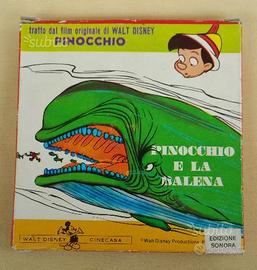 tratto dal film originale di WALT DISNEY
PINOCCHIO
PINOCCHIO
E LA
BALENA
WALT DISNEY
CINECASA
©Walt Disney Productions
EDIZIONE
SONORA